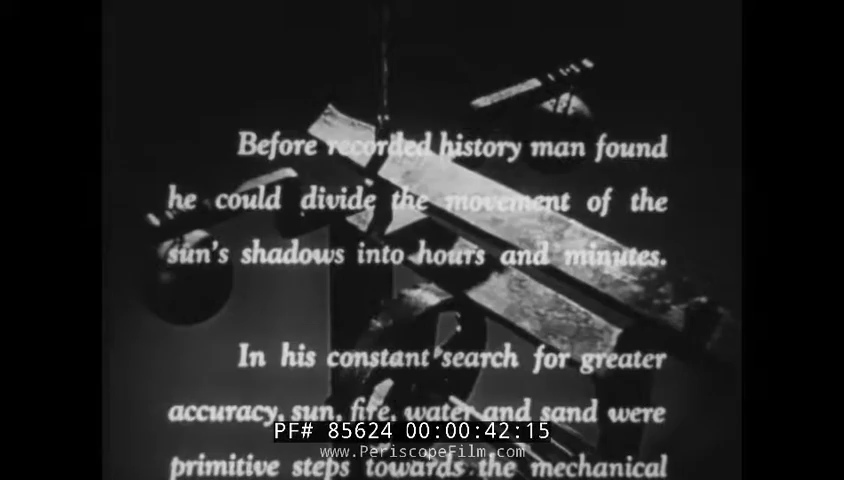 Before recorded history man found
he could divide the movement of the
sun's shadows into hours and minutes.
In his constant search for greater
accuracy, sun, fire, water and sand were
PF# 85624 00:00:42:15
www.PeriscopeFilm.com
primitive steps towards the mechanical